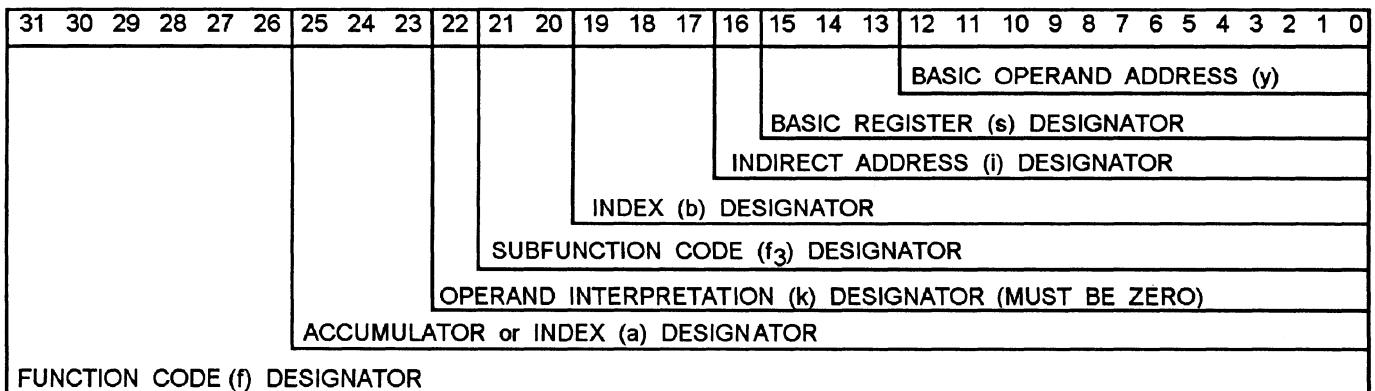 31 30 29 28 27 26 25 24 23 22 21 20 19 18 17 16 15 14 13 12 11 10 9 8 7 6 5 4 3 2 1 0
BASIC OPERAND ADDRESS (y)
BASIC REGISTER (s) DESIGNATOR
INDIRECT ADDRESS (i) DESIGNATOR
INDEX (b) DESIGNATOR
SUBFUNCTION CODE (f3) DESIGNATOR
OPERAND INTERPRETATION (k) DESIGNATOR (MUST BE ZERO)
ACCUMULATOR or INDEX (a) DESIGNATOR
FUNCTION CODE (f) DESIGNATOR